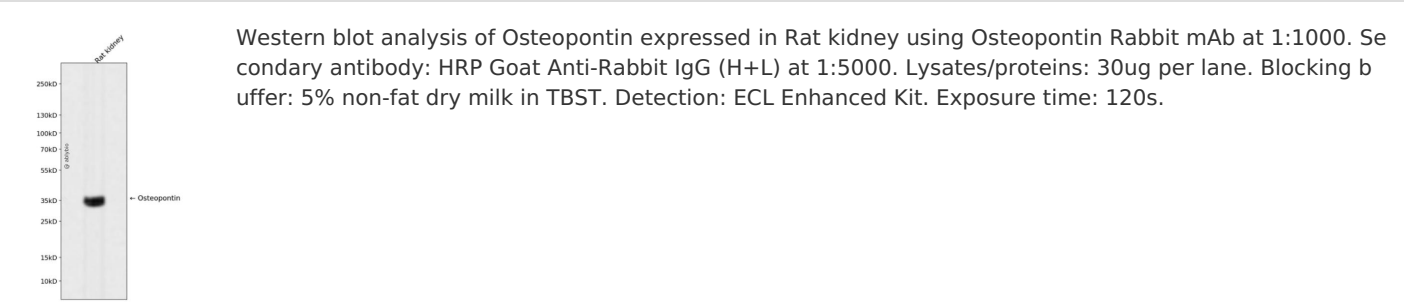 Rat kidney
Western blot analysis of Osteopontin expressed in Rat kidney using Osteopontin Rabbit mAb at 1:1000. Se
condary antibody: HRP Goat Anti-Rabbit IgG (H+L) at 1:5000. Lysates/proteins: 30ug per lane. Blocking b
uffer: 5% non-fat dry milk in TBST. Detection: ECL Enhanced Kit. Exposure time: 120s.
250kD
130kD
100kD
70kD
55kD
35kD
← Osteopontin
25kD
15kD
10kD